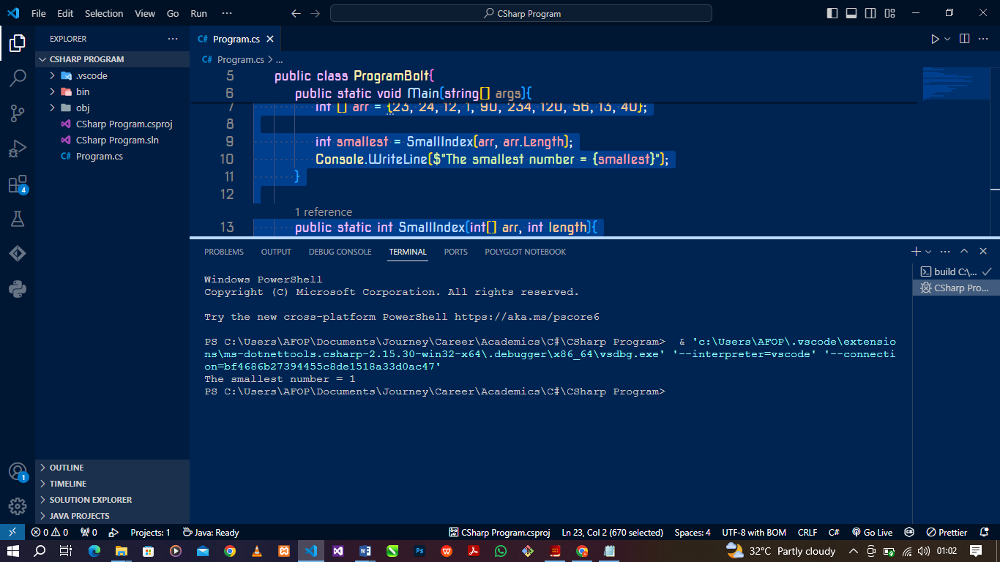 File Edit Selection View Go Run ··· CSharp Program
EXPLORER ···
CSHARP PROGRAM
.vscode
bin
obj
CSharp Program.csproj
CSharp Program.sln
C# Program.cs
OUTLINE
TIMELINE
SOLUTION EXPLORER
JAVA PROJECTS
4
1
C# Program.cs
C# Program.cs > ...
5 public class ProgramBolt{
6 public static void Main(string[] args){
7 int [] arr = {23, 24, 12, 1, 90, 234, 120, 56, 13, 40};
8
9 int smallest = SmallIndex(arr, arr.Length);
10 Console.WriteLine($"The smallest number = {smallest}");
11 }
12
1 reference
13 public static int SmallIndex(int[] arr, int length){
PROBLEMS OUTPUT DEBUG CONSOLE TERMINAL PORTS POLYGLOT NOTEBOOK
build C:\...
CSharp Pro...
Windows PowerShell
Copyright (C) Microsoft Corporation. All rights reserved.
Try the new cross-platform PowerShell https://aka.ms/pscore6
PS C:\Users\AFOP\Documents\Journey\Career\Academics\C#\CSharp Program>  & 'c:\Users\AFOP\.vscode\extensio
ns\ms-dotnettools.csharp-2.15.30-win32-x64\.debugger\x86_64\vsdbg.exe' '--interpreter=vscode' '--connecti
on=bf4686b27394455c8de1518a33d0ac47'
The smallest number = 1
PS C:\Users\AFOP\Documents\Journey\Career\Academics\C#\CSharp Program>
0 0 0 Projects: 1 Java: Ready CSharp Program.csproj Ln 23, Col 2 (670 selected) Spaces: 4 UTF-8 with BOM CRLF C# Go Live Prettier
32°C Partly cloudy 01:02